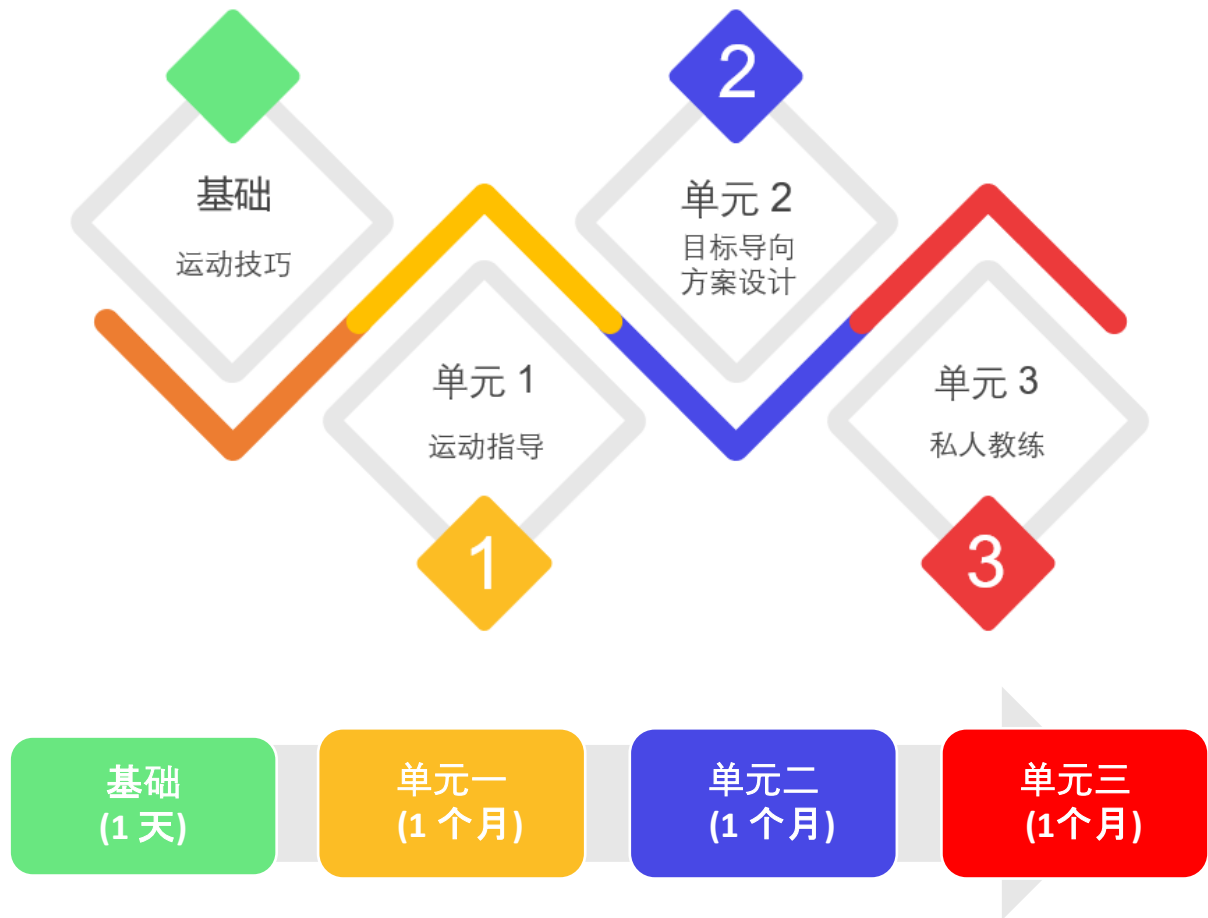 基础
运动技巧
1
单元 1
运动指导
2
单元 2
目标导向
方案设计
3
单元 3
私人教练
基础
(1 天)
单元一
(1 个月)
单元二
(1 个月)
单元三
(1个月)